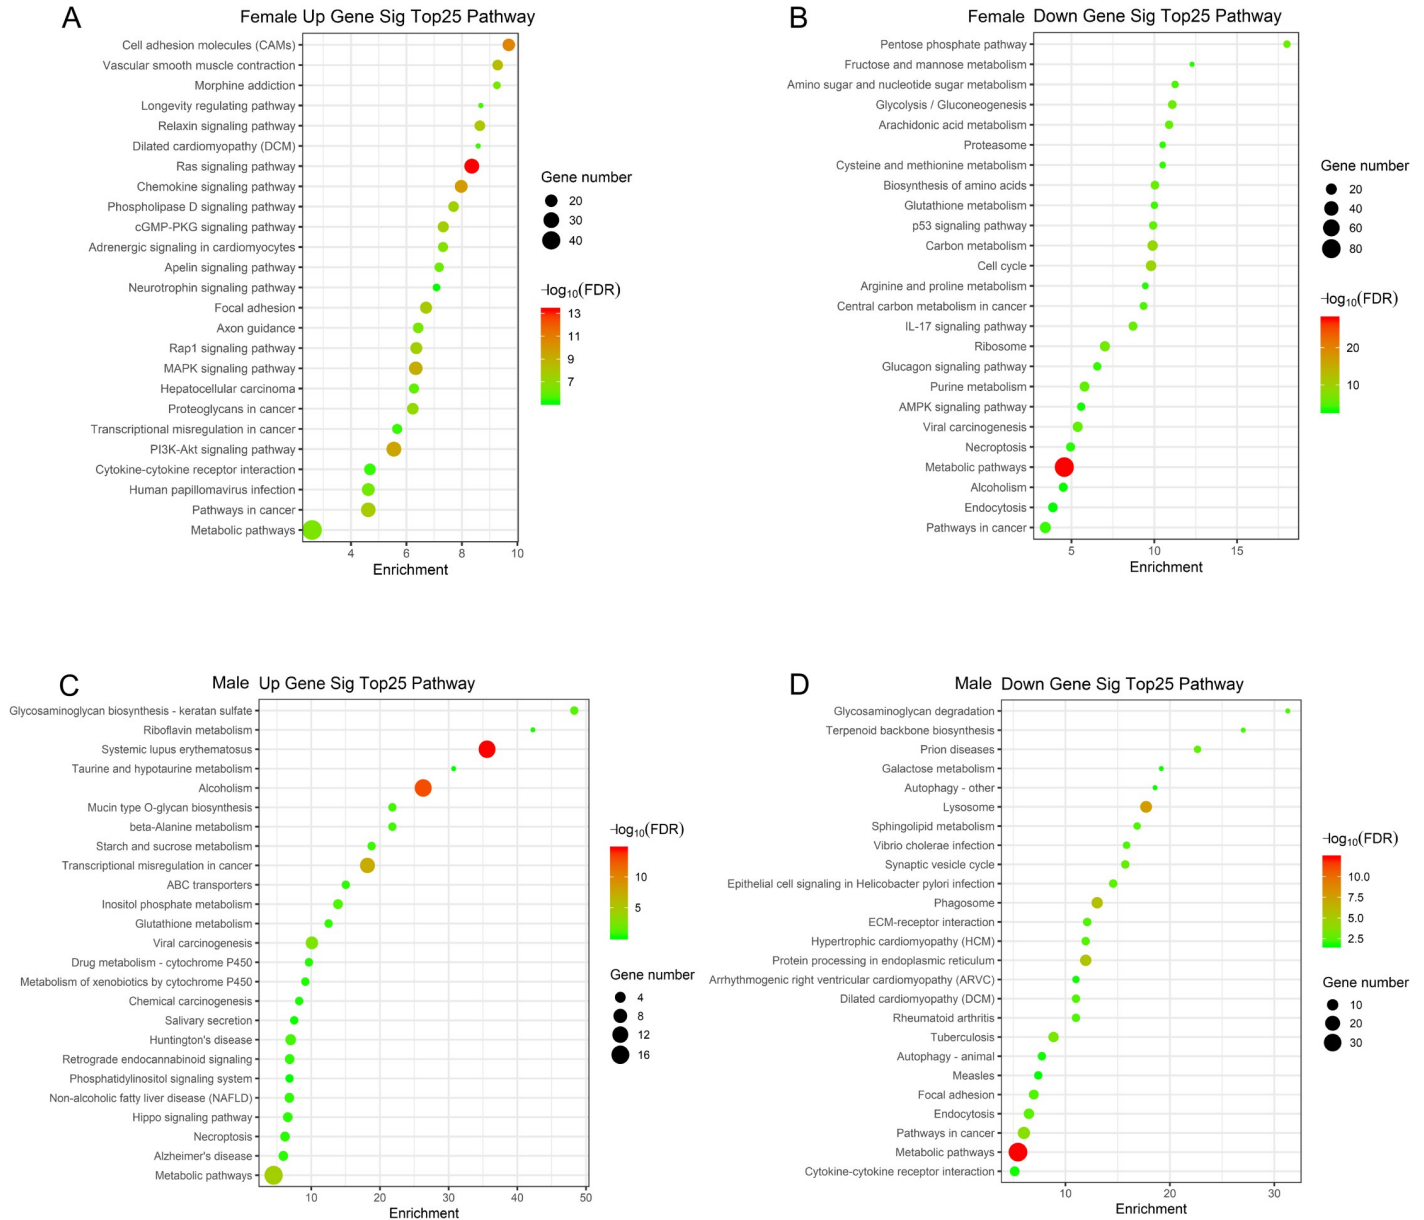 A
Female Up Gene Sig Top25 Pathway
Cell adhesion molecules (CAMs)
Vascular smooth muscle contraction
Morphine addiction
Longevity regulating pathway
Relaxin signaling pathway
Dilated cardiomyopathy (DCM)
Ras signaling pathway
Chemokine signaling pathway
Phospholipase D signaling pathway
cGMP-PKG signaling pathway
Adrenergic signaling in cardiomyocytes
Apelin signaling pathway
Neurotrophin signaling pathway
Focal adhesion
Axon guidance
Rap1 signaling pathway
MAPK signaling pathway
Hepatocellular carcinoma
Proteoglycans in cancer
Transcriptional misregulation in cancer
PI3K-Akt signaling pathway
Cytokine-cytokine receptor interaction
Human papillomavirus infection
Pathways in cancer
Metabolic pathways
4 6 8 10
Enrichment
Gene number
20
30
40
−log10(FDR)
13
11
9
7
B
Female Down Gene Sig Top25 Pathway
Pentose phosphate pathway
Fructose and mannose metabolism
Amino sugar and nucleotide sugar metabolism
Glycolysis / Gluconeogenesis
Arachidonic acid metabolism
Proteasome
Cysteine and methionine metabolism
Biosynthesis of amino acids
Glutathione metabolism
p53 signaling pathway
Carbon metabolism
Cell cycle
Arginine and proline metabolism
Central carbon metabolism in cancer
IL-17 signaling pathway
Ribosome
Glucagon signaling pathway
Purine metabolism
AMPK signaling pathway
Viral carcinogenesis
Necroptosis
Metabolic pathways
Alcoholism
Endocytosis
Pathways in cancer
5 10 15
Enrichment
Gene number
20
40
60
80
−log10(FDR)
20
10
C
Male Up Gene Sig Top25 Pathway
Glycosaminoglycan biosynthesis - keratan sulfate
Riboflavin metabolism
Systemic lupus erythematosus
Taurine and hypotaurine metabolism
Alcoholism
Mucin type O-glycan biosynthesis
beta-Alanine metabolism
Starch and sucrose metabolism
Transcriptional misregulation in cancer
ABC transporters
Inositol phosphate metabolism
Glutathione metabolism
Viral carcinogenesis
Drug metabolism - cytochrome P450
Metabolism of xenobiotics by cytochrome P450
Chemical carcinogenesis
Salivary secretion
Huntington's disease
Retrograde endocannabinoid signaling
Phosphatidylinositol signaling system
Non-alcoholic fatty liver disease (NAFLD)
Hippo signaling pathway
Necroptosis
Alzheimer's disease
Metabolic pathways
10 20 30 40 50
Enrichment
−log10(FDR)
10
5
Gene number
4
8
12
16
D
Male Down Gene Sig Top25 Pathway
Glycosaminoglycan degradation
Terpenoid backbone biosynthesis
Prion diseases
Galactose metabolism
Autophagy - other
Lysosome
Sphingolipid metabolism
Vibrio cholerae infection
Synaptic vesicle cycle
Epithelial cell signaling in Helicobacter pylori infection
Phagosome
ECM-receptor interaction
Hypertrophic cardiomyopathy (HCM)
Protein processing in endoplasmic reticulum
Arrhythmogenic right ventricular cardiomyopathy (ARVC)
Dilated cardiomyopathy (DCM)
Rheumatoid arthritis
Tuberculosis
Autophagy - animal
Measles
Focal adhesion
Endocytosis
Pathways in cancer
Metabolic pathways
Cytokine-cytokine receptor interaction
10 20 30
Enrichment
−log10(FDR)
10.0
7.5
5.0
2.5
Gene number
10
20
30